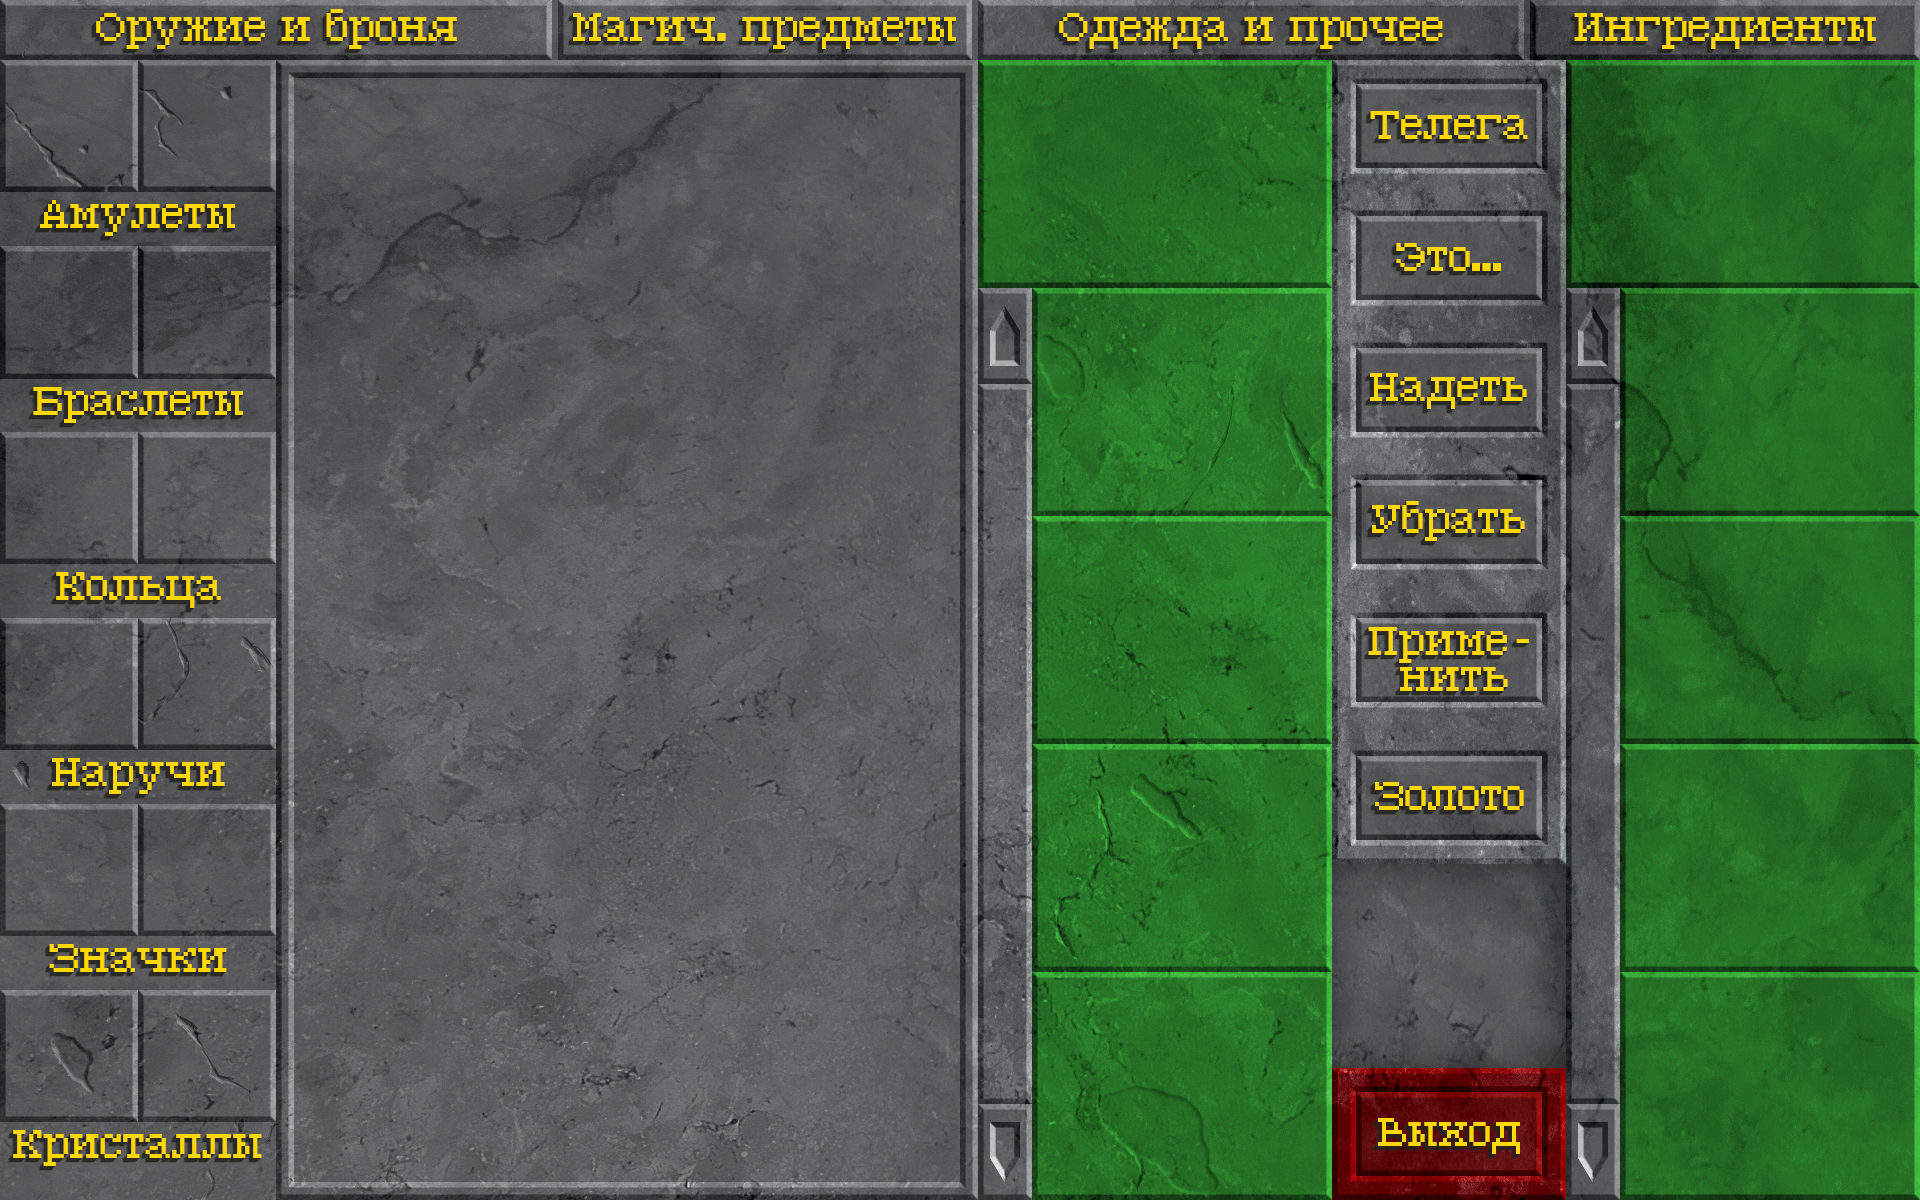 Оружие и броня
Магич. предметы
Одежда и прочее
Ингредиенты
Амулеты
Браслеты
Кольца
Наручи
Значки
Кристаллы
Телега
Это...
Надеть
Убрать
Приме-
нить
Золото
Выход